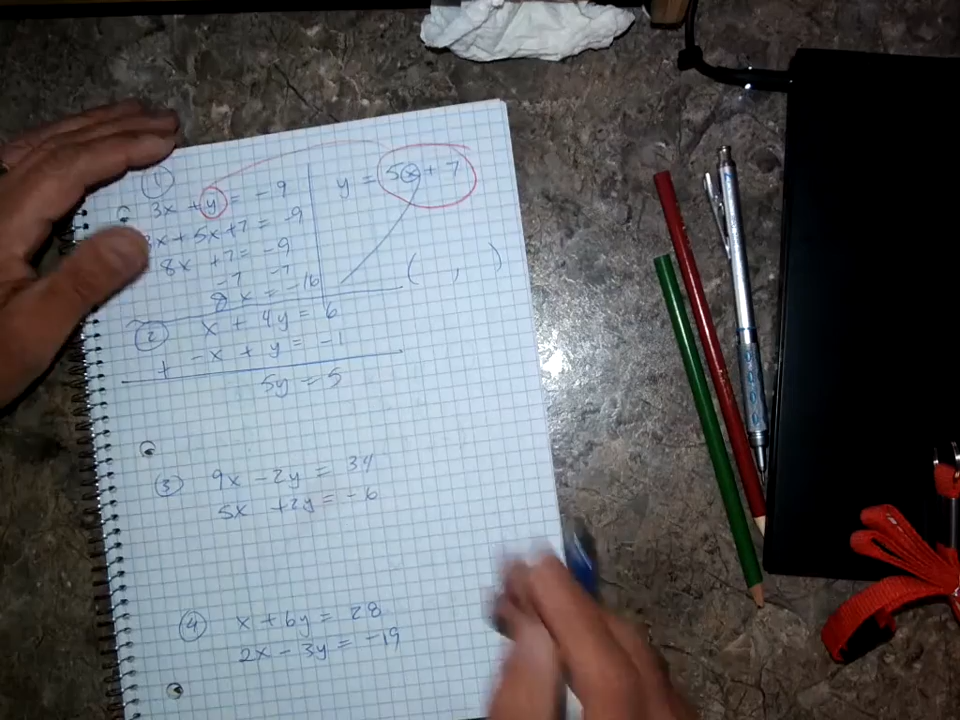 ①
3x + y = -9
y = 5x + 7
3x + 5x + 7 = -9
8x + 7 = -9
-7 -7
8x = -16
( , )
②
x + 4y = 6
+ -x + y = -1
5y = 5
③
9x - 2y = 34
5x + 2y = -6
④
x + 6y = 28
2x - 3y = -19